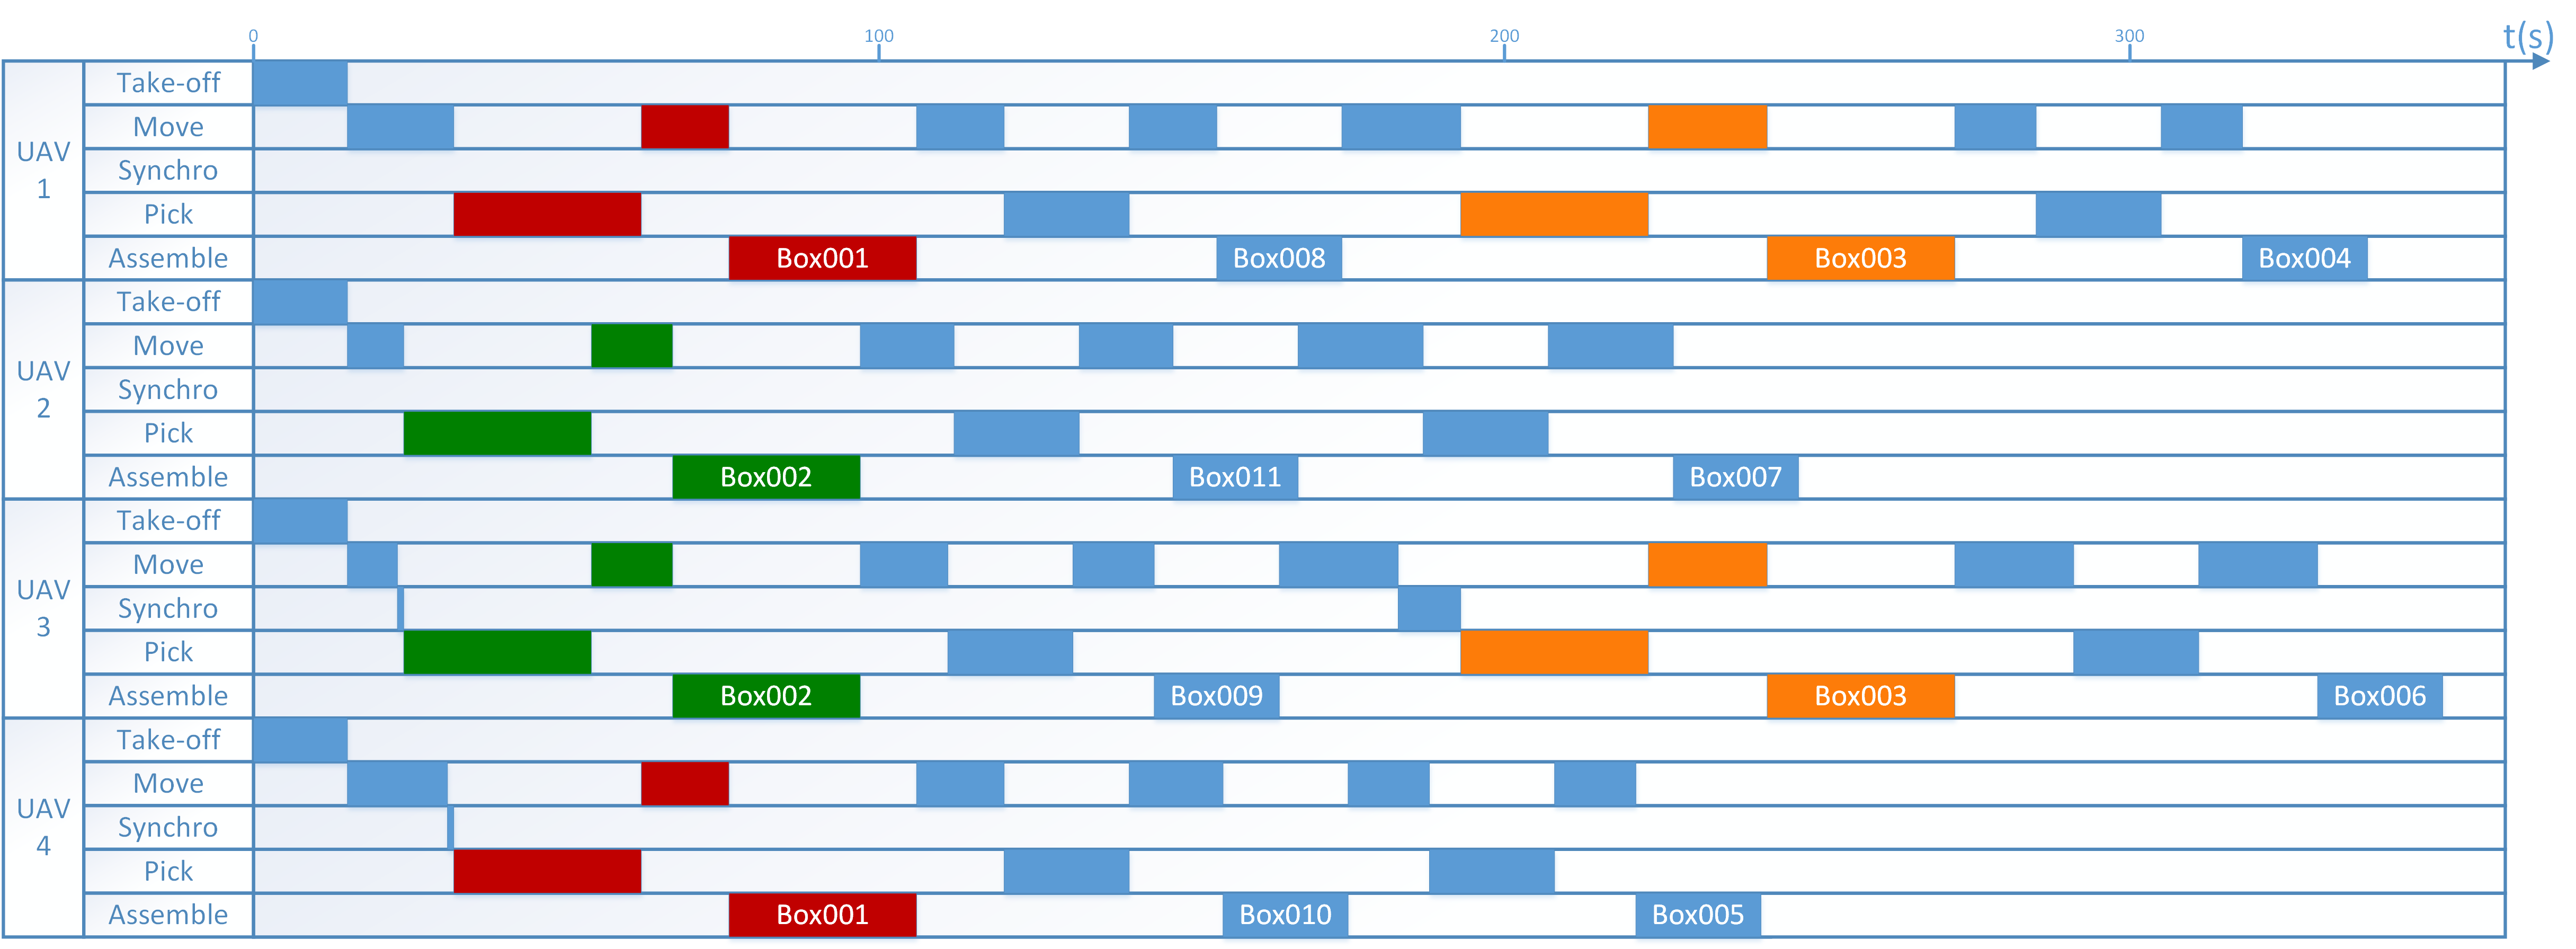 0 100 200 300 t(s)
UAV 1
Take-off
Move
Synchro
Pick
Assemble Box001 Box008 Box003 Box004
UAV 2
Take-off
Move
Synchro
Pick
Assemble Box002 Box011 Box007
UAV 3
Take-off
Move
Synchro
Pick
Assemble Box002 Box009 Box003 Box006
UAV 4
Take-off
Move
Synchro
Pick
Assemble Box001 Box010 Box005